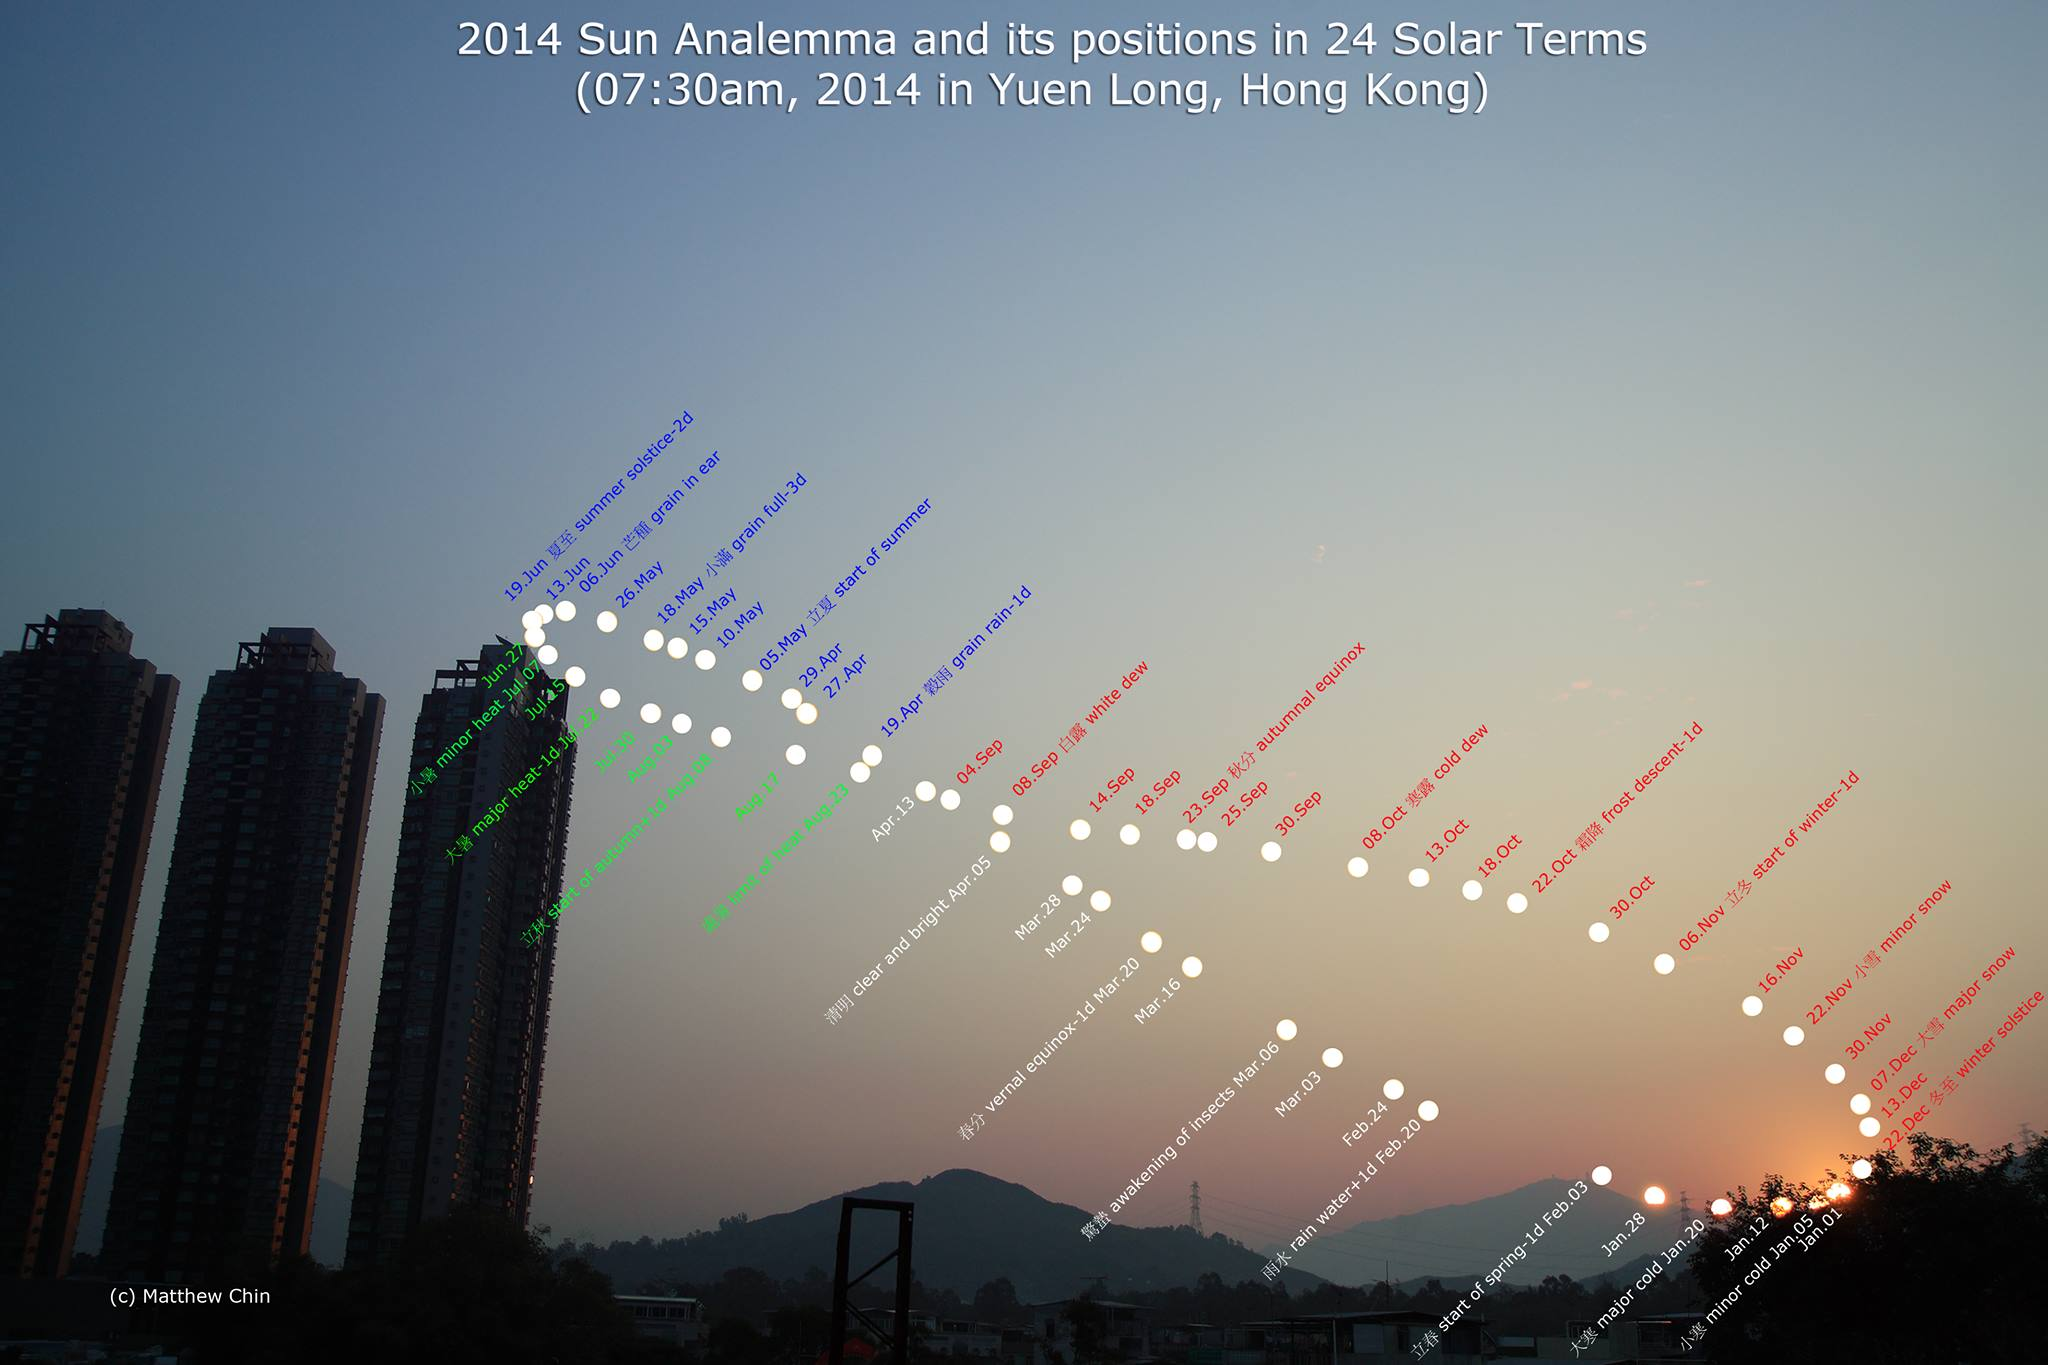 2014 Sun Analemma and its positions in 24 Solar Terms
(07:30am, 2014 in Yuen Long, Hong Kong)
19.Jun 夏至 summer solstice-2d
13.Jun
06.Jun 芒種 grain in ear
26.May
18.May 小滿 grain full-3d
15.May
10.May
05.May 立夏 start of summer
29.Apr
27.Apr
19.Apr 穀雨 grain rain-1d
Jun.27
小暑 minor heat Jul.07
Jul.15
大暑 major heat-1d Jul.22
Jul.30
Aug.03
立秋 start of autumn+1d Aug.08
Aug.17
處暑 limit of heat Aug.23
04.Sep
08.Sep 白露 white dew
14.Sep
18.Sep
23.Sep 秋分 autumnal equinox
25.Sep
30.Sep
08.Oct 寒露 cold dew
13.Oct
18.Oct
22.Oct 霜降 frost descent-1d
30.Oct
06.Nov 立冬 start of winter-1d
16.Nov
22.Nov 小雪 minor snow
30.Nov
07.Dec 大雪 major snow
13.Dec
22.Dec 冬至 winter solstice
Apr.13
清明 clear and bright Apr.05
Mar.28
Mar.24
春分 vernal equinox-1d Mar.20
Mar.16
驚蟄 awakening of insects Mar.06
Mar.03
Feb.24
雨水 rain water+1d Feb.20
立春 start of spring-1d Feb.03
Jan.28
大寒 major cold Jan.20
Jan.12
小寒 minor cold Jan.05
Jan.01
(c) Matthew Chin